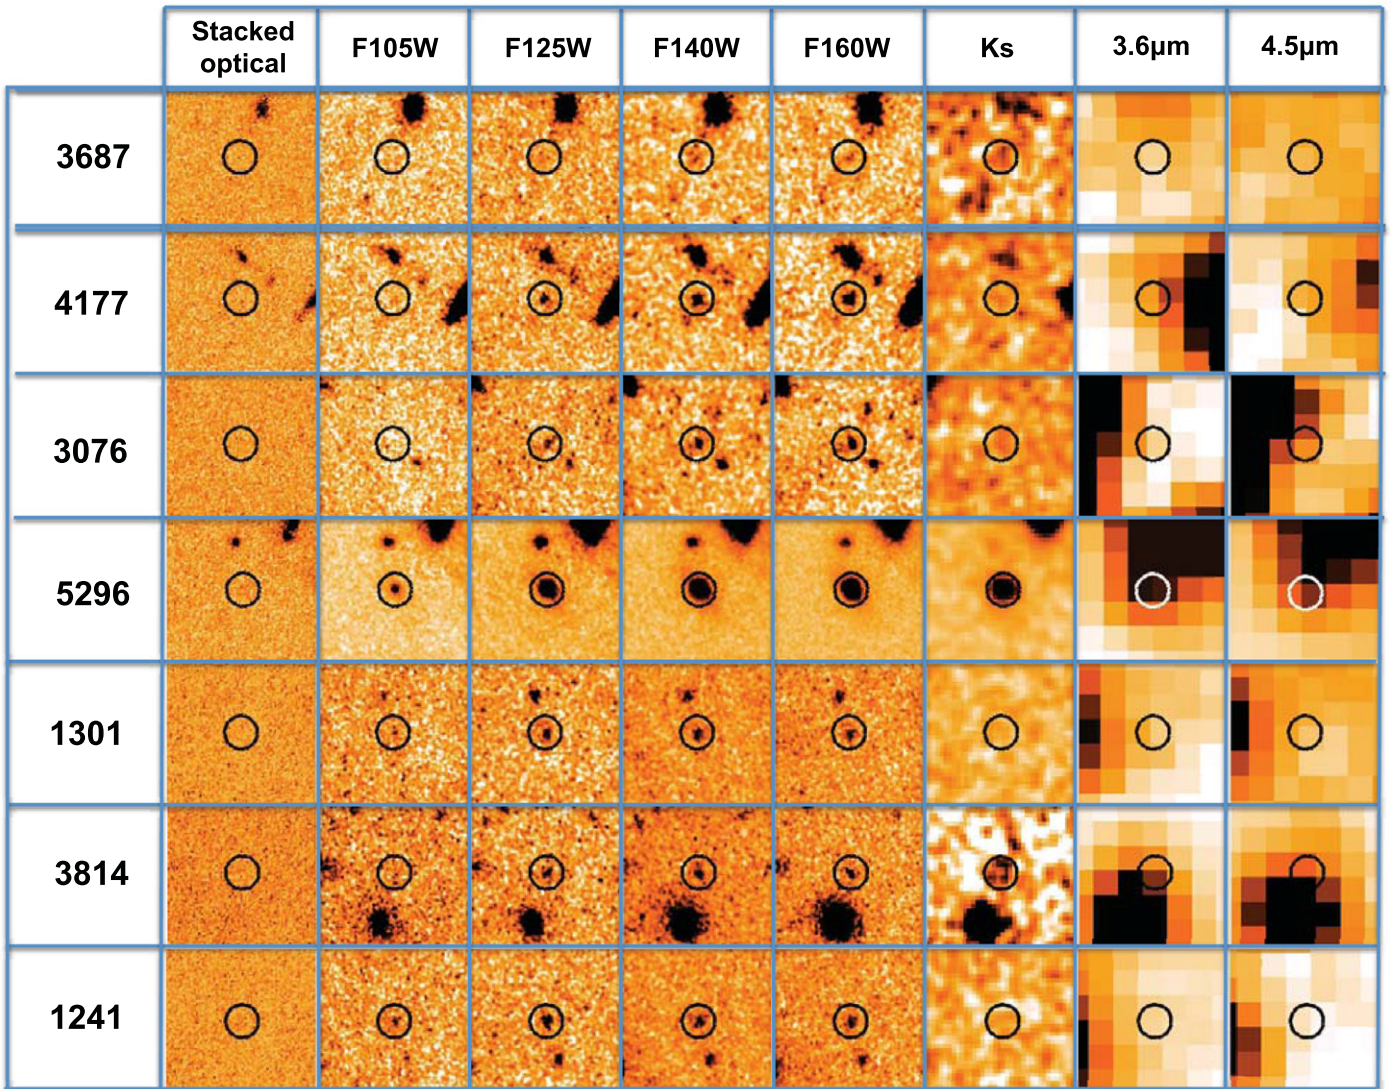 Stacked
optical
F105W
F125W
F140W
F160W
Ks
3.6μm
4.5μm
3687
4177
3076
5296
1301
3814
1241